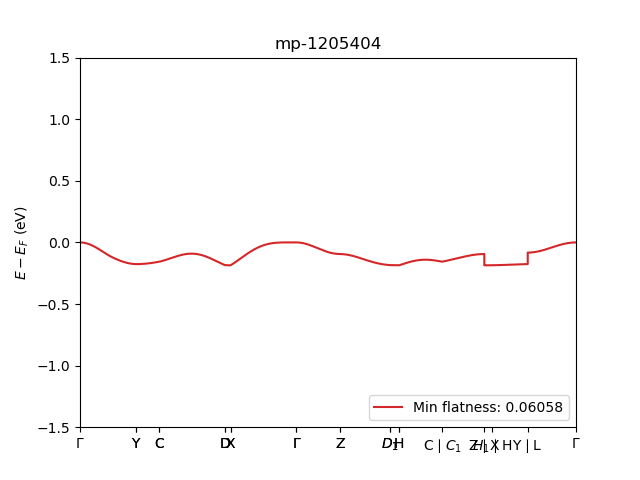 mp-1205404
E − E_F (eV)
1.5
1.0
0.5
0.0
−0.5
−1.0
−1.5
Min flatness: 0.06058
Γ Y C D X Γ Z D₁ H C | C₁ Z | X | H Y | L Γ